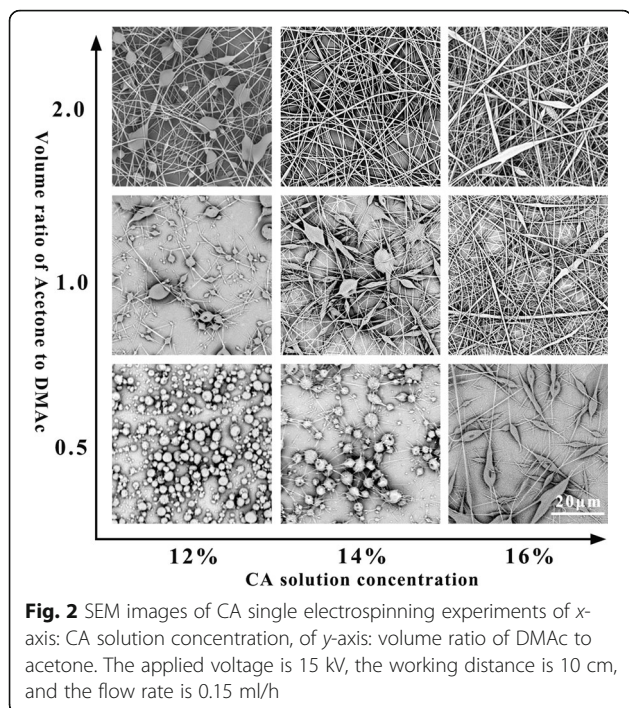 Volume ratio of Acetone to DMAc
2.0
1.0
0.5
20μm
12%
14%
16%
CA solution concentration
Fig. 2 SEM images of CA single electrospinning experiments of x-
axis: CA solution concentration, of y-axis: volume ratio of DMAc to
acetone. The applied voltage is 15 kV, the working distance is 10 cm,
and the flow rate is 0.15 ml/h